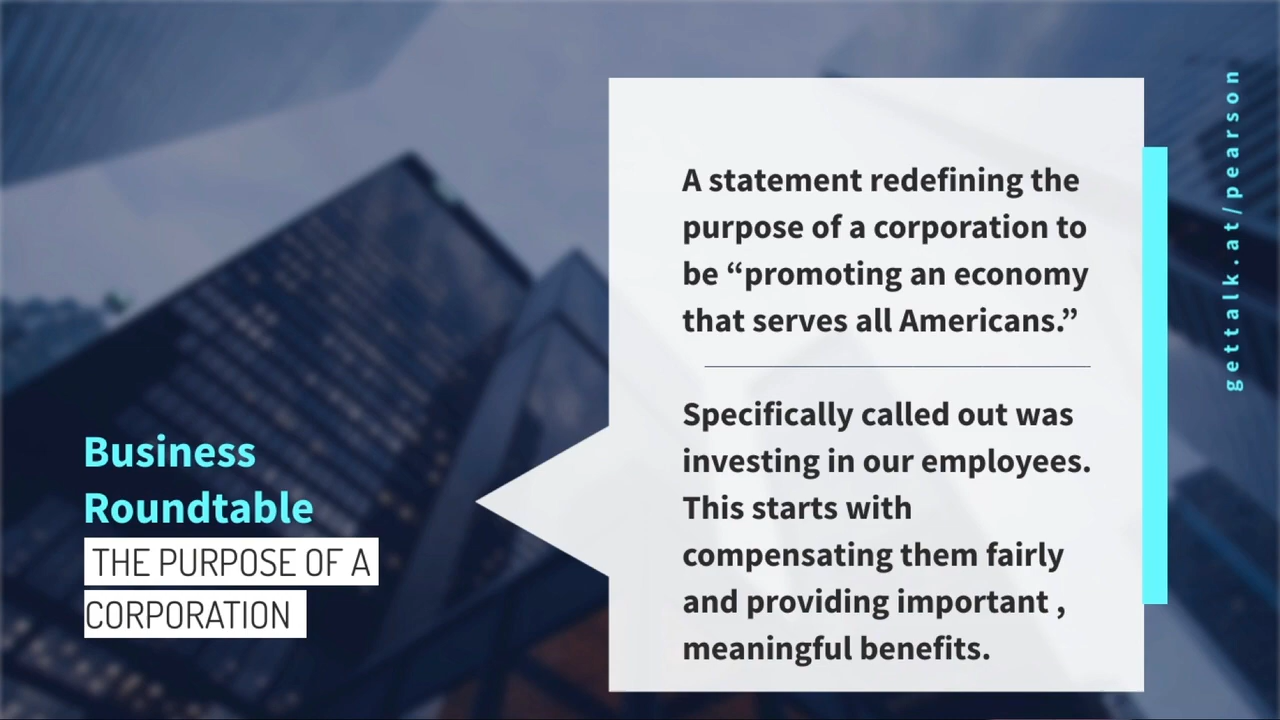 Business
Roundtable
THE PURPOSE OF A
CORPORATION
A statement redefining the
purpose of a corporation to
be “promoting an economy
that serves all Americans.”
Specifically called out was
investing in our employees.
This starts with
compensating them fairly
and providing important ,
meaningful benefits.
gettalk.at/pearson